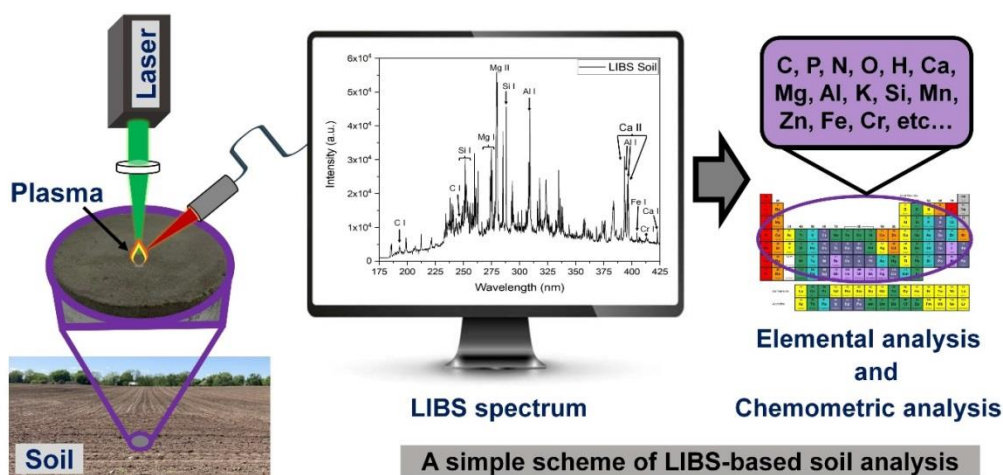 Laser
Plasma
Soil
6x10⁴
5x10⁴
4x10⁴
3x10⁴
2x10⁴
1x10⁴
0
Intensity (a.u.)
175 200 225 250 275 300 325 350 375 400 425
Wavelength (nm)
LIBS Soil
C I
C I
Si I
Mg I
Mg II
Si I
Al I
Ca II
Al I
Fe I
Ca I
Cr I
LIBS spectrum
C, P, N, O, H, Ca,
Mg, Al, K, Si, Mn,
Zn, Fe, Cr, etc...
Elemental analysis
and
Chemometric analysis
A simple scheme of LIBS-based soil analysis